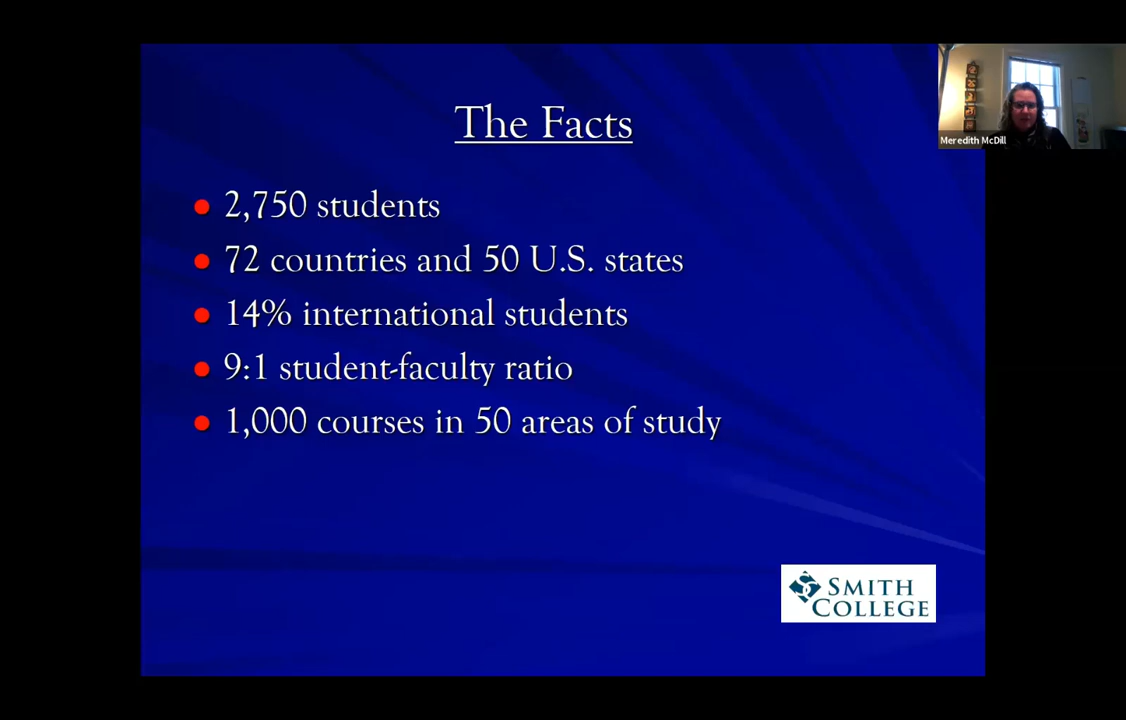 The Facts
2,750 students
72 countries and 50 U.S. states
14% international students
9:1 student-faculty ratio
1,000 courses in 50 areas of study
Meredith McDill
SMITH
COLLEGE